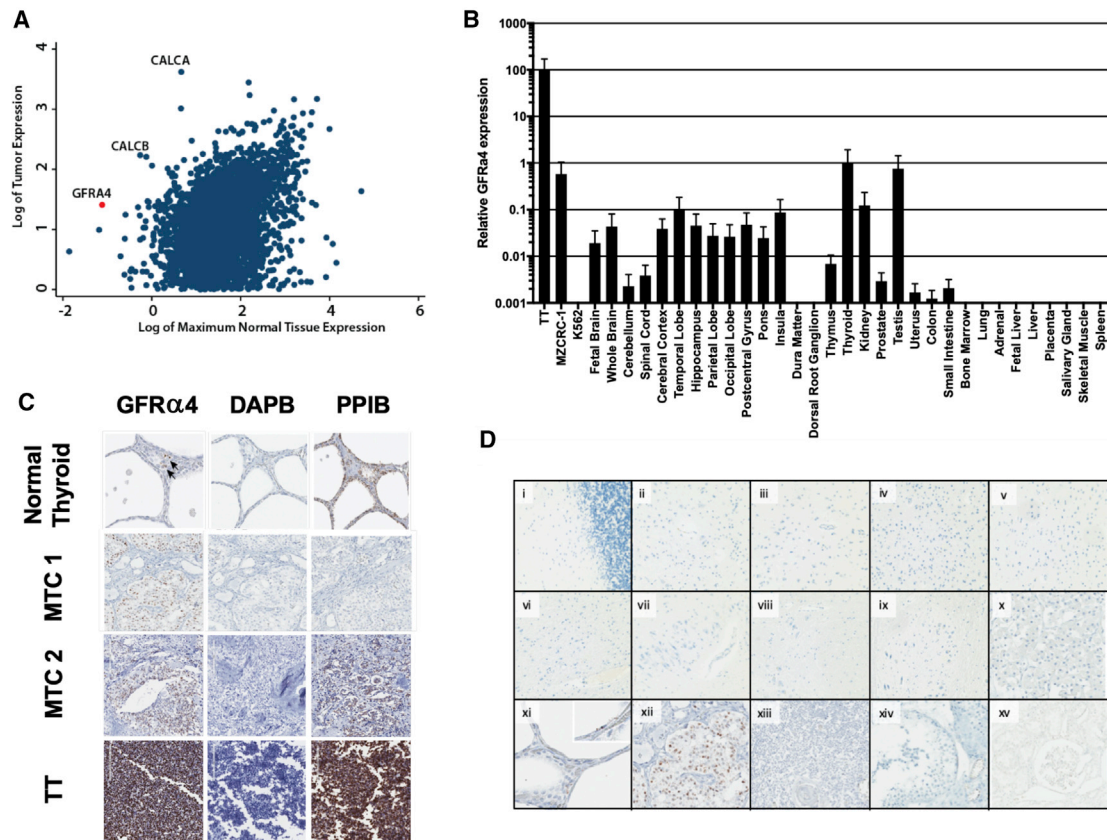 A
4
3
2
1
0
Log of Tumor Expression
CALCA
CALCB
GFRA4
-2
0
2
4
6
Log of Maximum Normal Tissue Expression
B
Relative GFRa4 expression
1000
100
10
1
0.1
0.01
0.001
TT
MZCRC-1
K562
Fetal Brain
Whole Brain
Cerebellum
Spinal Cord
Cerebral Cortex
Temporal Lobe
Hippocampus
Parietal Lobe
Occipital Lobe
Postcentral Gyrus
Pons
Insula
Dura Matter
Dorsal Root Ganglion
Thymus
Thyroid
Kidney
Prostate
Testis
Uterus
Colon
Small Intestine
Bone Marrow
Lung
Adrenal
Fetal Liver
Liver
Placenta
Salivary Gland
Skeletal Muscle
Spleen
C
GFRα4 DAPB PPIB
Normal
Thyroid
MTC 1
MTC 2
TT
D
i ii iii iv v
vi vii viii ix x
xi xii xiii xiv xv